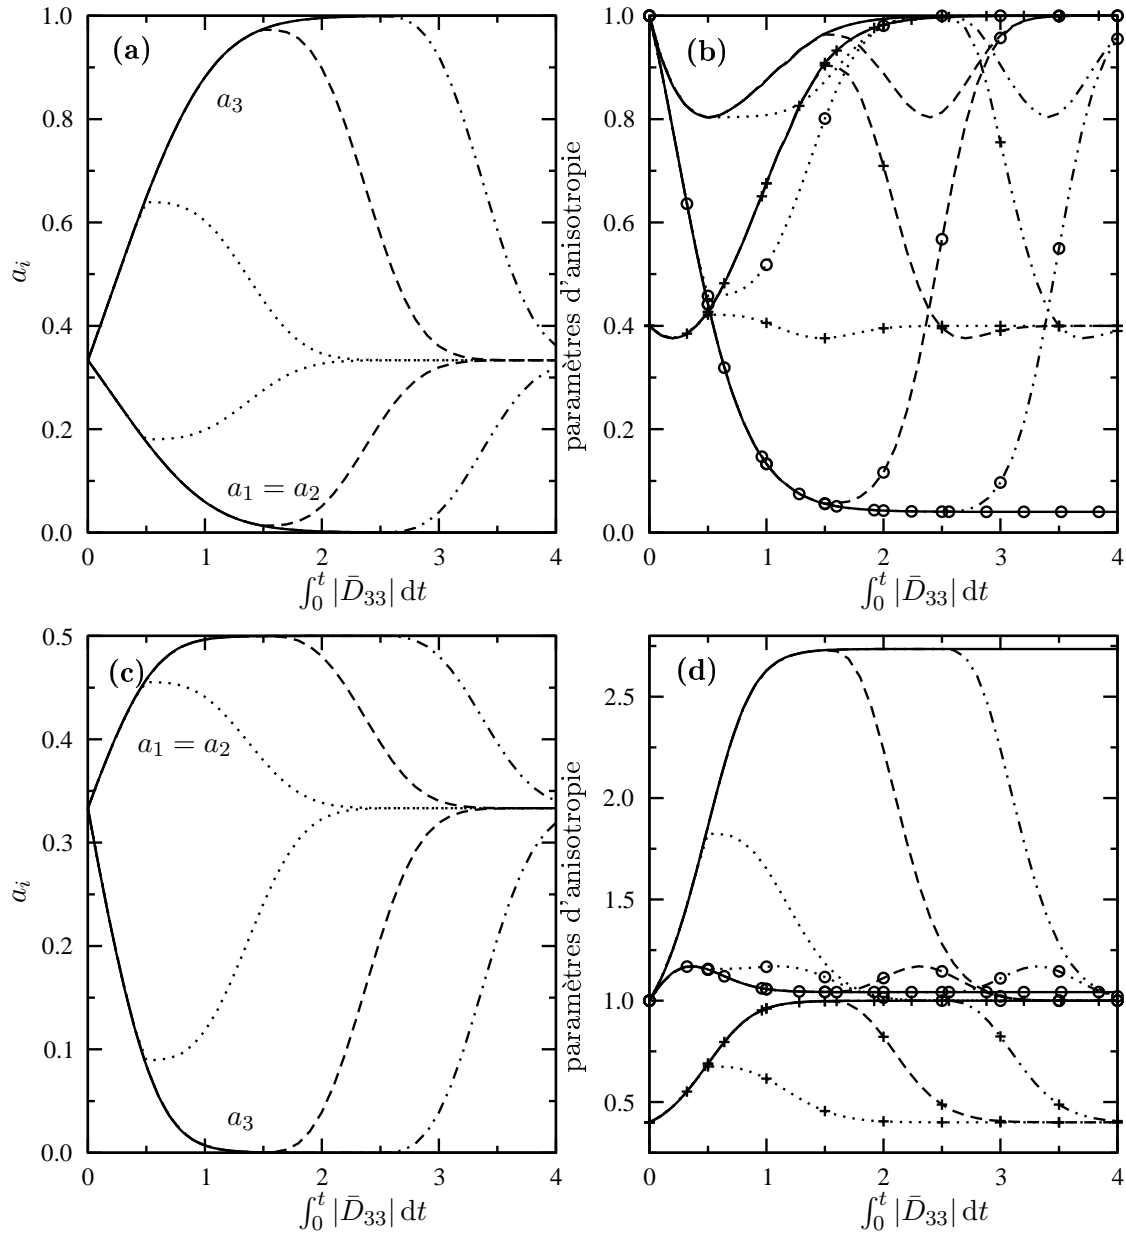 (a)
1.0
0.8
0.6
0.4
0.2
0.0
a_i
a_3
a_1 = a_2
0 1 2 3 4
∫_0^t |D̄_33| dt
(b)
1.0
0.8
0.6
0.4
0.2
0.0
paramètres d'anisotropie
0 1 2 3 4
∫_0^t |D̄_33| dt
(c)
0.5
0.4
0.3
0.2
0.1
0.0
a_i
a_1 = a_2
a_3
0 1 2 3 4
∫_0^t |D̄_33| dt
(d)
2.5
2.0
1.5
1.0
0.5
paramètres d'anisotropie
0 1 2 3 4
∫_0^t |D̄_33| dt